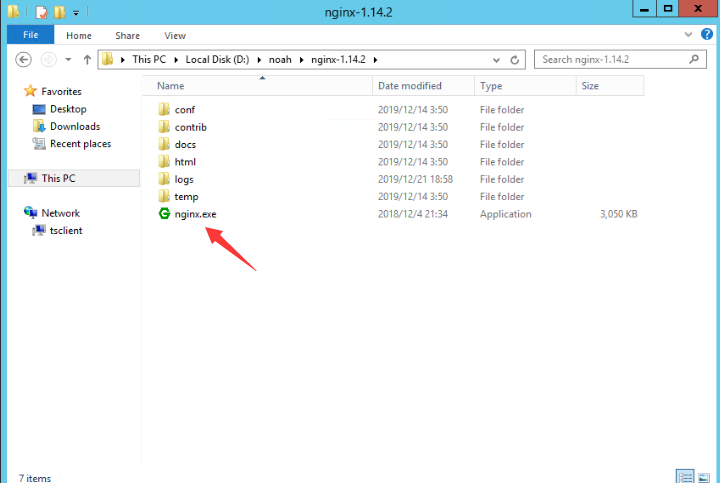 nginx-1.14.2
File Home Share View
This PC Local Disk (D:) noah nginx-1.14.2
Search nginx-1.14.2
Favorites
Desktop
Downloads
Recent places
This PC
Network
tsclient
Name Date modified Type Size
conf 2019/12/14 3:50 File folder
contrib 2019/12/14 3:50 File folder
docs 2019/12/14 3:50 File folder
html 2019/12/14 3:50 File folder
logs 2019/12/21 18:58 File folder
temp 2019/12/14 3:50 File folder
nginx.exe 2018/12/4 21:34 Application 3,050 KB
7 items